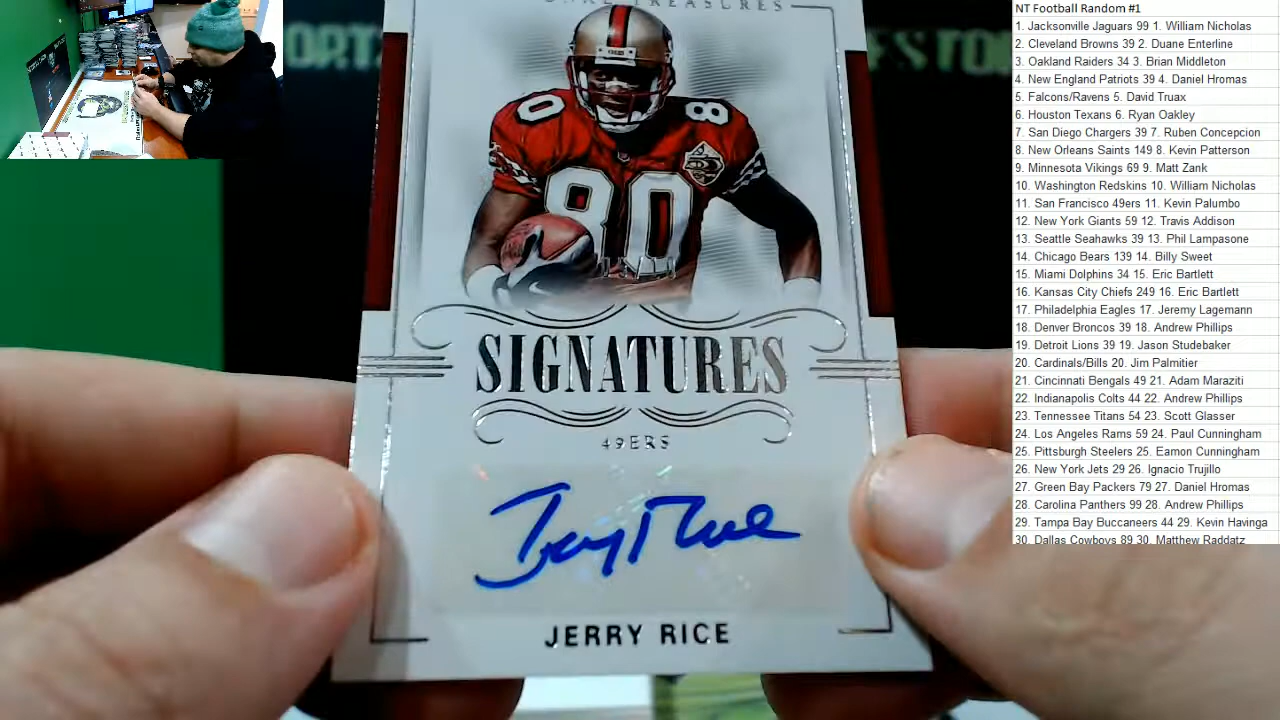 TREASURES
80
8
80
SIGNATURES
49ERS
Jerry Rice
JERRY RICE
NT Football Random #1
1. Jacksonville Jaguars 99 1. William Nicholas
2. Cleveland Browns 39 2. Duane Enterline
3. Oakland Raiders 34 3. Brian Middleton
4. New England Patriots 39 4. Daniel Hromas
5. Falcons/Ravens 5. David Truax
6. Houston Texans 6. Ryan Oakley
7. San Diego Chargers 39 7. Ruben Concepcion
8. New Orleans Saints 149 8. Kevin Patterson
9. Minnesota Vikings 69 9. Matt Zank
10. Washington Redskins 10. William Nicholas
11. San Francisco 49ers 11. Kevin Palumbo
12. New York Giants 59 12. Travis Addison
13. Seattle Seahawks 39 13. Phil Lampasone
14. Chicago Bears 139 14. Billy Sweet
15. Miami Dolphins 34 15. Eric Bartlett
16. Kansas City Chiefs 249 16. Eric Bartlett
17. Philadelphia Eagles 17. Jeremy Lagemann
18. Denver Broncos 39 18. Andrew Phillips
19. Detroit Lions 39 19. Jason Studebaker
20. Cardinals/Bills 20. Jim Palmitier
21. Cincinnati Bengals 49 21. Adam Maraziti
22. Indianapolis Colts 44 22. Andrew Phillips
23. Tennessee Titans 54 23. Scott Glasser
24. Los Angeles Rams 59 24. Paul Cunningham
25. Pittsburgh Steelers 25. Eamon Cunningham
26. New York Jets 29 26. Ignacio Trujillo
27. Green Bay Packers 79 27. Daniel Hromas
28. Carolina Panthers 99 28. Andrew Phillips
29. Tampa Bay Buccaneers 44 29. Kevin Havinga
30. Dallas Cowboys 89 30. Matthew Raddatz